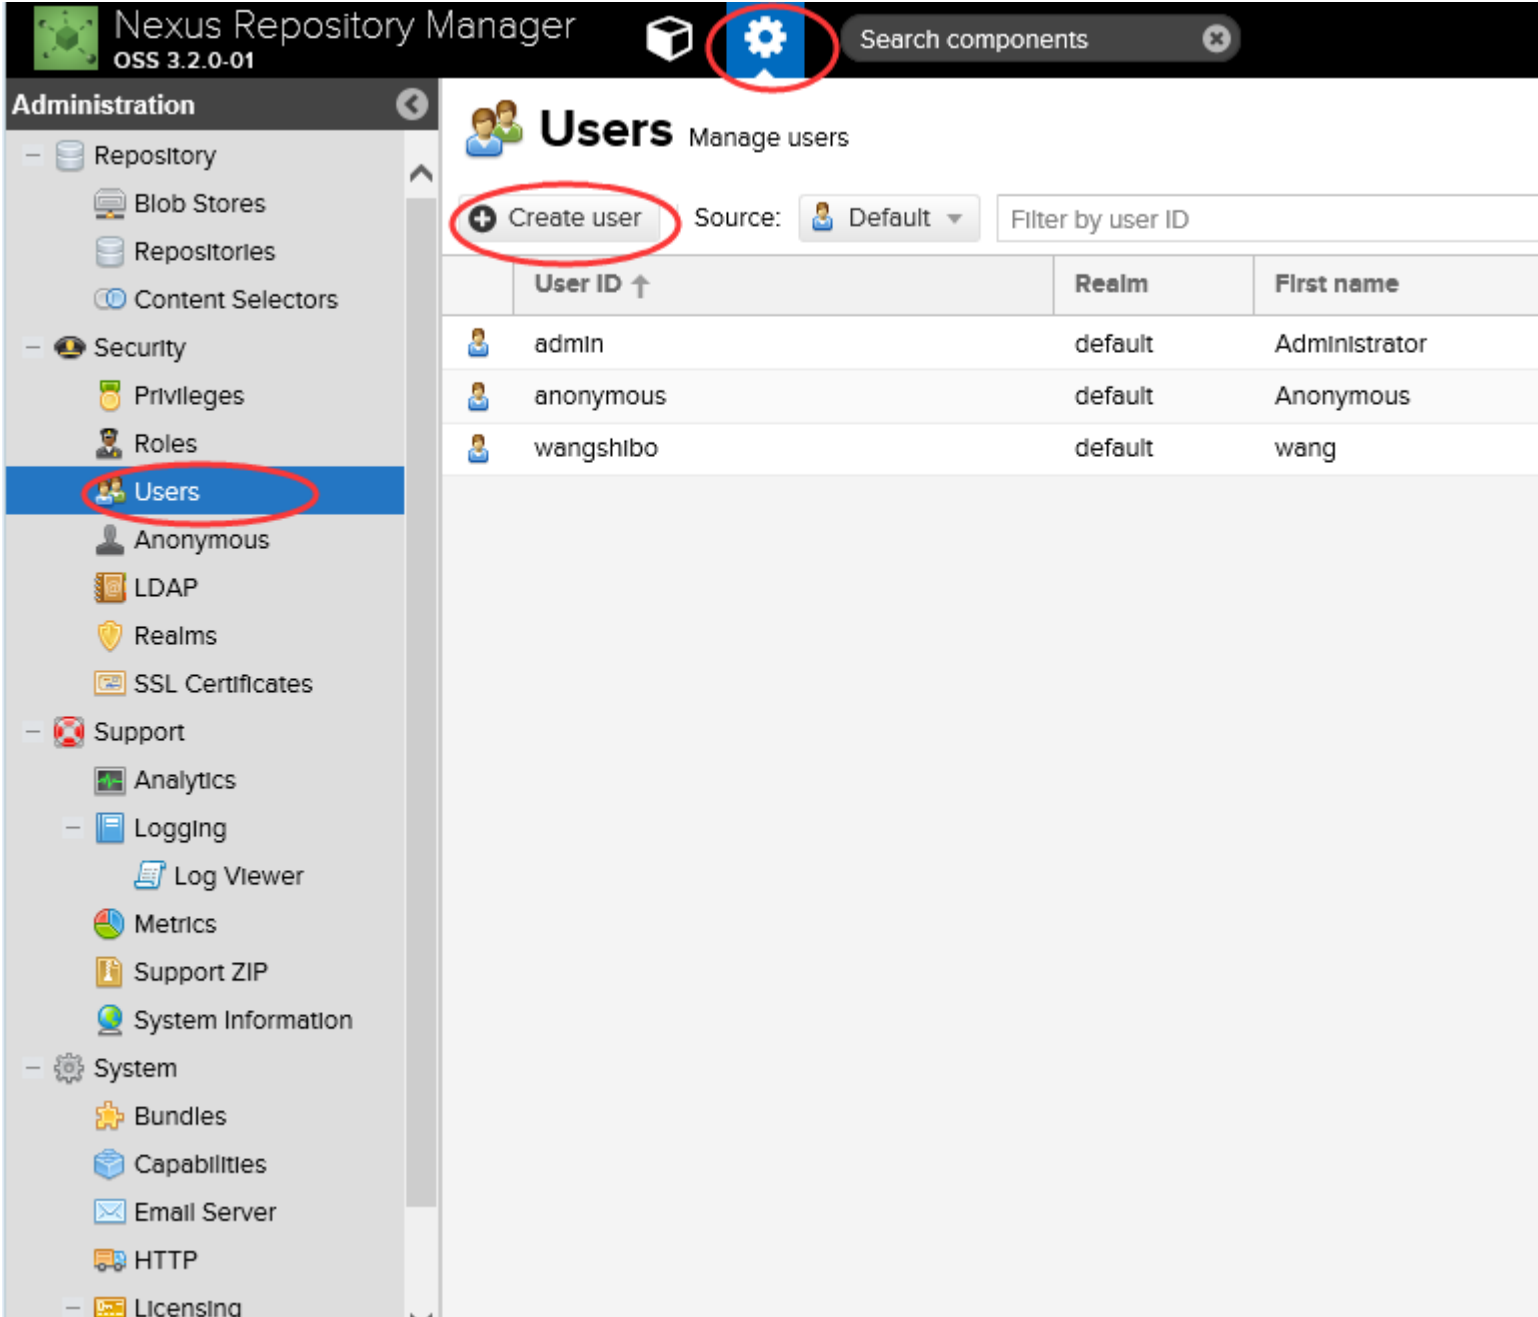 Nexus Repository Manager
OSS 3.2.0-01
Search components
Administration
Repository
Blob Stores
Repositories
Content Selectors
Security
Privileges
Roles
Users
Anonymous
LDAP
Realms
SSL Certificates
Support
Analytics
Logging
Log Viewer
Metrics
Support ZIP
System Information
System
Bundles
Capabilities
Email Server
HTTP
Licensing
Users Manage users
Create user Source: Default Filter by user ID
User ID Realm First name
admin default Administrator
anonymous default Anonymous
wangshibo default wang